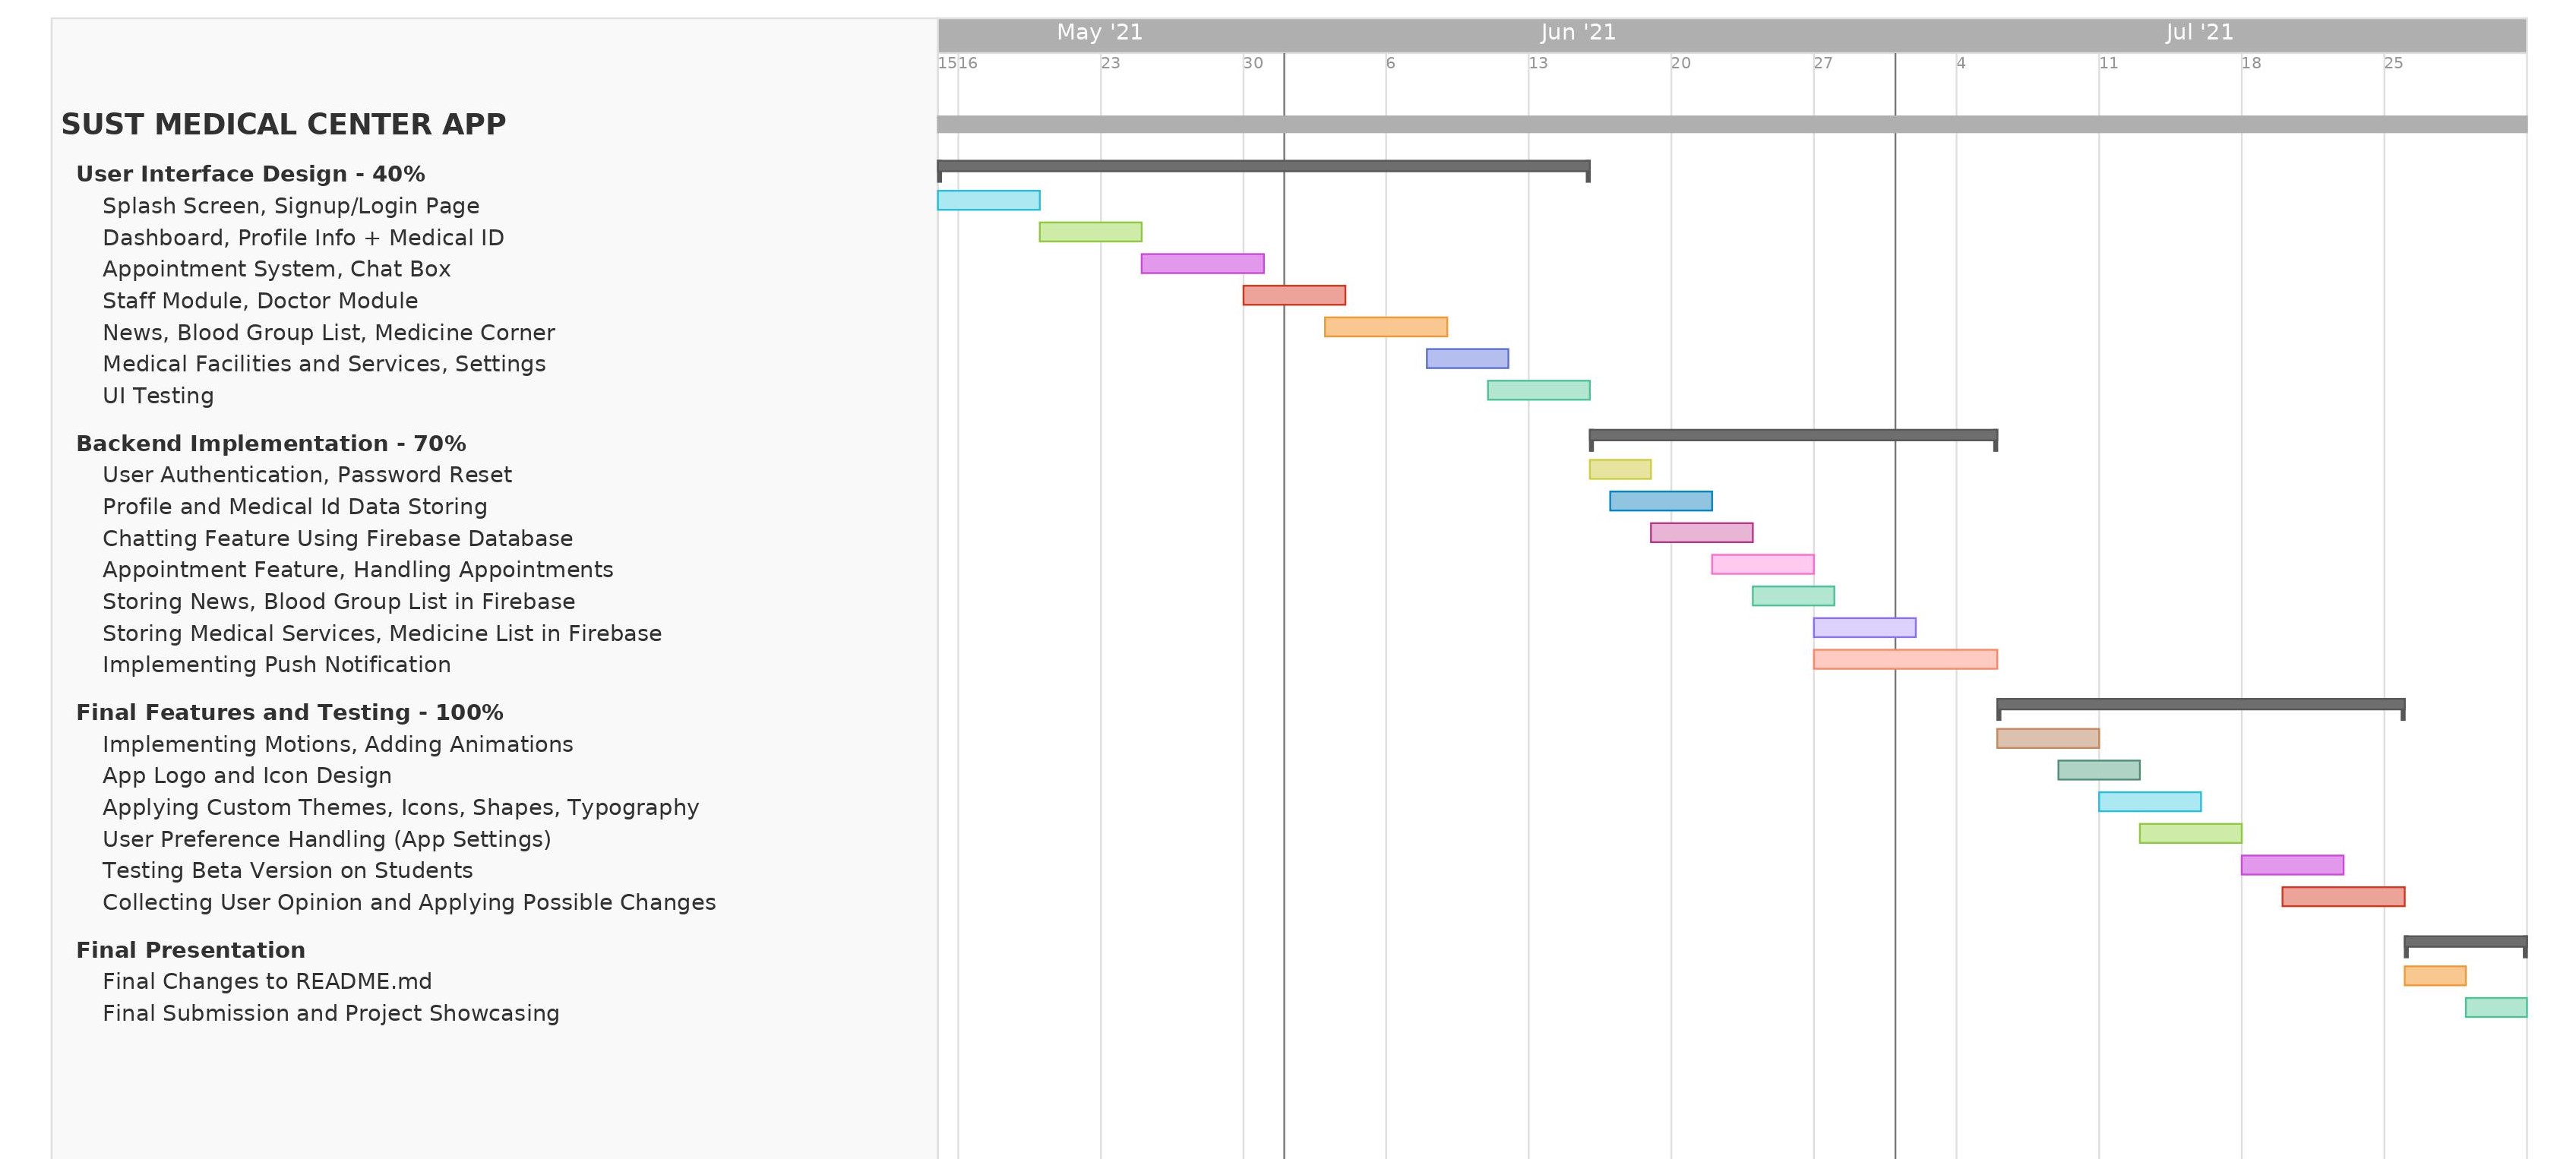 May '21 Jun '21 Jul '21
15 16 23 30 6 13 20 27 4 11 18 25
SUST MEDICAL CENTER APP
User Interface Design - 40%
Splash Screen, Signup/Login Page
Dashboard, Profile Info + Medical ID
Appointment System, Chat Box
Staff Module, Doctor Module
News, Blood Group List, Medicine Corner
Medical Facilities and Services, Settings
UI Testing
Backend Implementation - 70%
User Authentication, Password Reset
Profile and Medical Id Data Storing
Chatting Feature Using Firebase Database
Appointment Feature, Handling Appointments
Storing News, Blood Group List in Firebase
Storing Medical Services, Medicine List in Firebase
Implementing Push Notification
Final Features and Testing - 100%
Implementing Motions, Adding Animations
App Logo and Icon Design
Applying Custom Themes, Icons, Shapes, Typography
User Preference Handling (App Settings)
Testing Beta Version on Students
Collecting User Opinion and Applying Possible Changes
Final Presentation
Final Changes to README.md
Final Submission and Project Showcasing